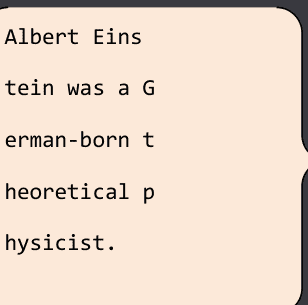 Albert Eins
tein was a G
erman-born t
heoretical p
hysicist.